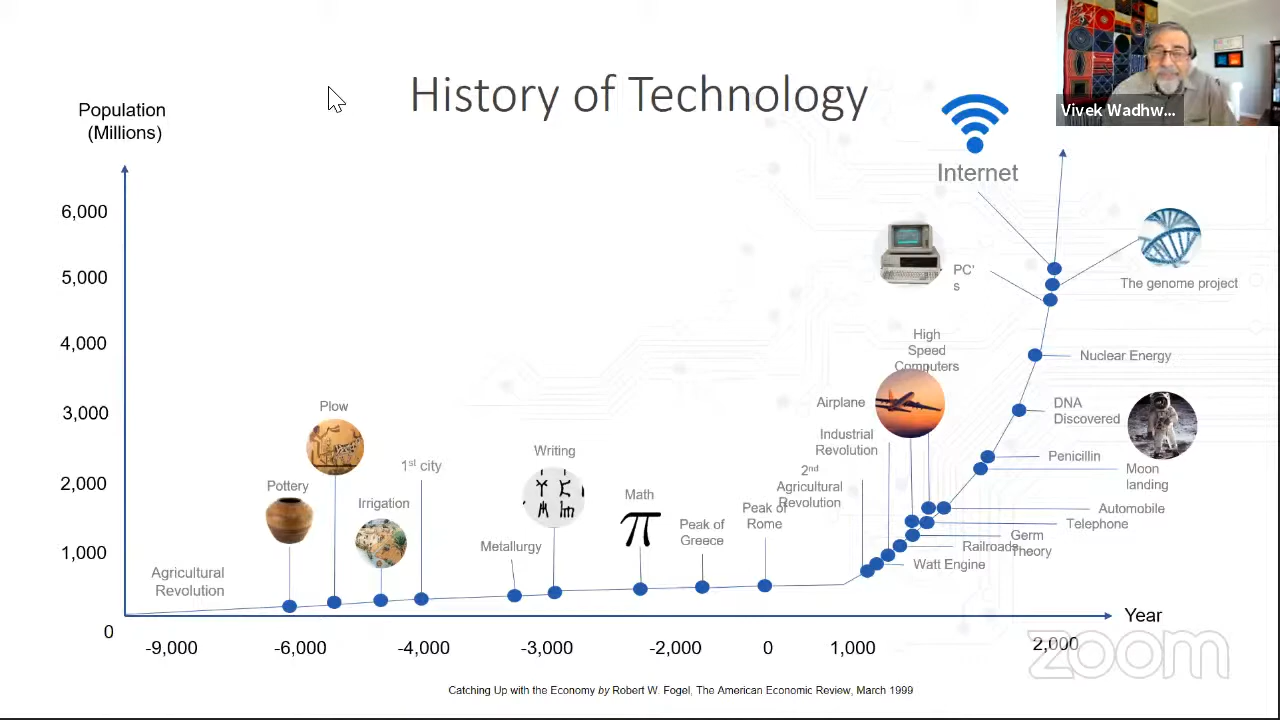 History of Technology
Vivek Wadhw...
Population
(Millions)
6,000
5,000
4,000
3,000
2,000
1,000
0
Agricultural
Revolution
Pottery
Plow
Irrigation
1st city
Metallurgy
Writing
Math
π
Peak of
Greece
Peak of
Rome
2nd
Agricultural
Revolution
Industrial
Revolution
Airplane
High
Speed
Computers
PC'
s
Internet
The genome project
Nuclear Energy
DNA
Discovered
Penicillin
Moon
landing
Automobile
Telephone
Germ
Theory
Railroads
Watt Engine
Year
-9,000
-6,000
-4,000
-3,000
-2,000
0
1,000
2,000
zoom
Catching Up with the Economy by Robert W. Fogel, The American Economic Review, March 1999